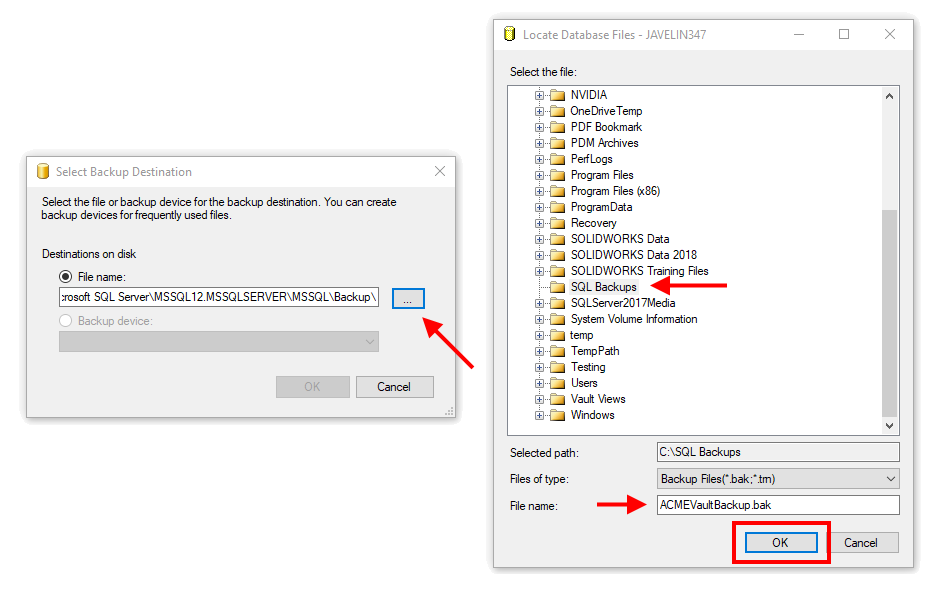 Select Backup Destination
Select the file or backup device for the backup destination. You can create
backup devices for frequently used files.
Destinations on disk
File name:
crosoft SQL Server\MSSQL12.MSSQLSERVER\MSSQL\Backup\
...
Backup device:
OK
Cancel
Locate Database Files - JAVELIN347
Select the file:
NVIDIA
OneDriveTemp
PDF Bookmark
PDM Archives
PerfLogs
Program Files
Program Files (x86)
ProgramData
Recovery
SOLIDWORKS Data
SOLIDWORKS Data 2018
SOLIDWORKS Training Files
SQL Backups
SQLServer2017Media
System Volume Information
temp
TempPath
Testing
Users
Vault Views
Windows
Selected path:
C:\SQL Backups
Files of type:
Backup Files(*.bak;*.trn)
File name:
ACMEVaultBackup.bak
OK
Cancel